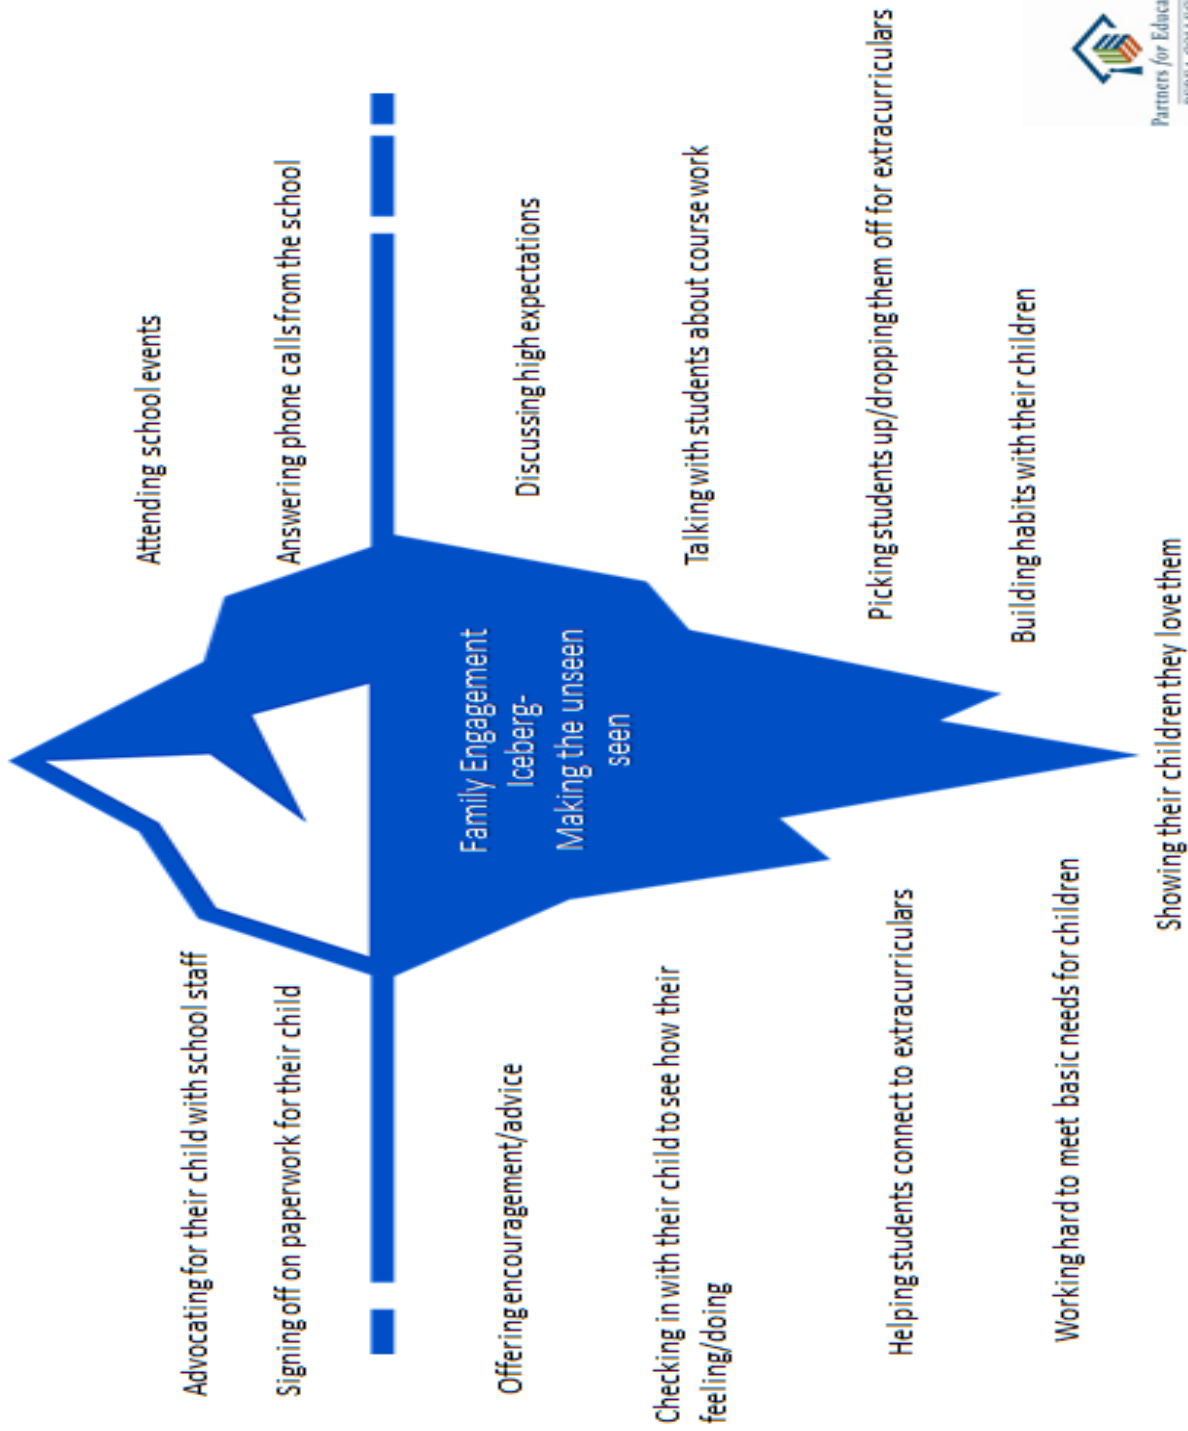 Attending school events
Advocating for their child with school staff
Answering phone calls from the school
Signing off on paperwork for their child
Family Engagement
Iceberg-
Making the unseen
seen
Discussing high expectations
Offering encouragement/advice
Talking with students about course work
Checking in with their child to see how their
feeling/doing
Picking students up/dropping them off for extracurriculars
Helping students connect to extracurriculars
Building habits with their children
Working hard to meet basic needs for children
Showing their children they love them
Partners for Educa